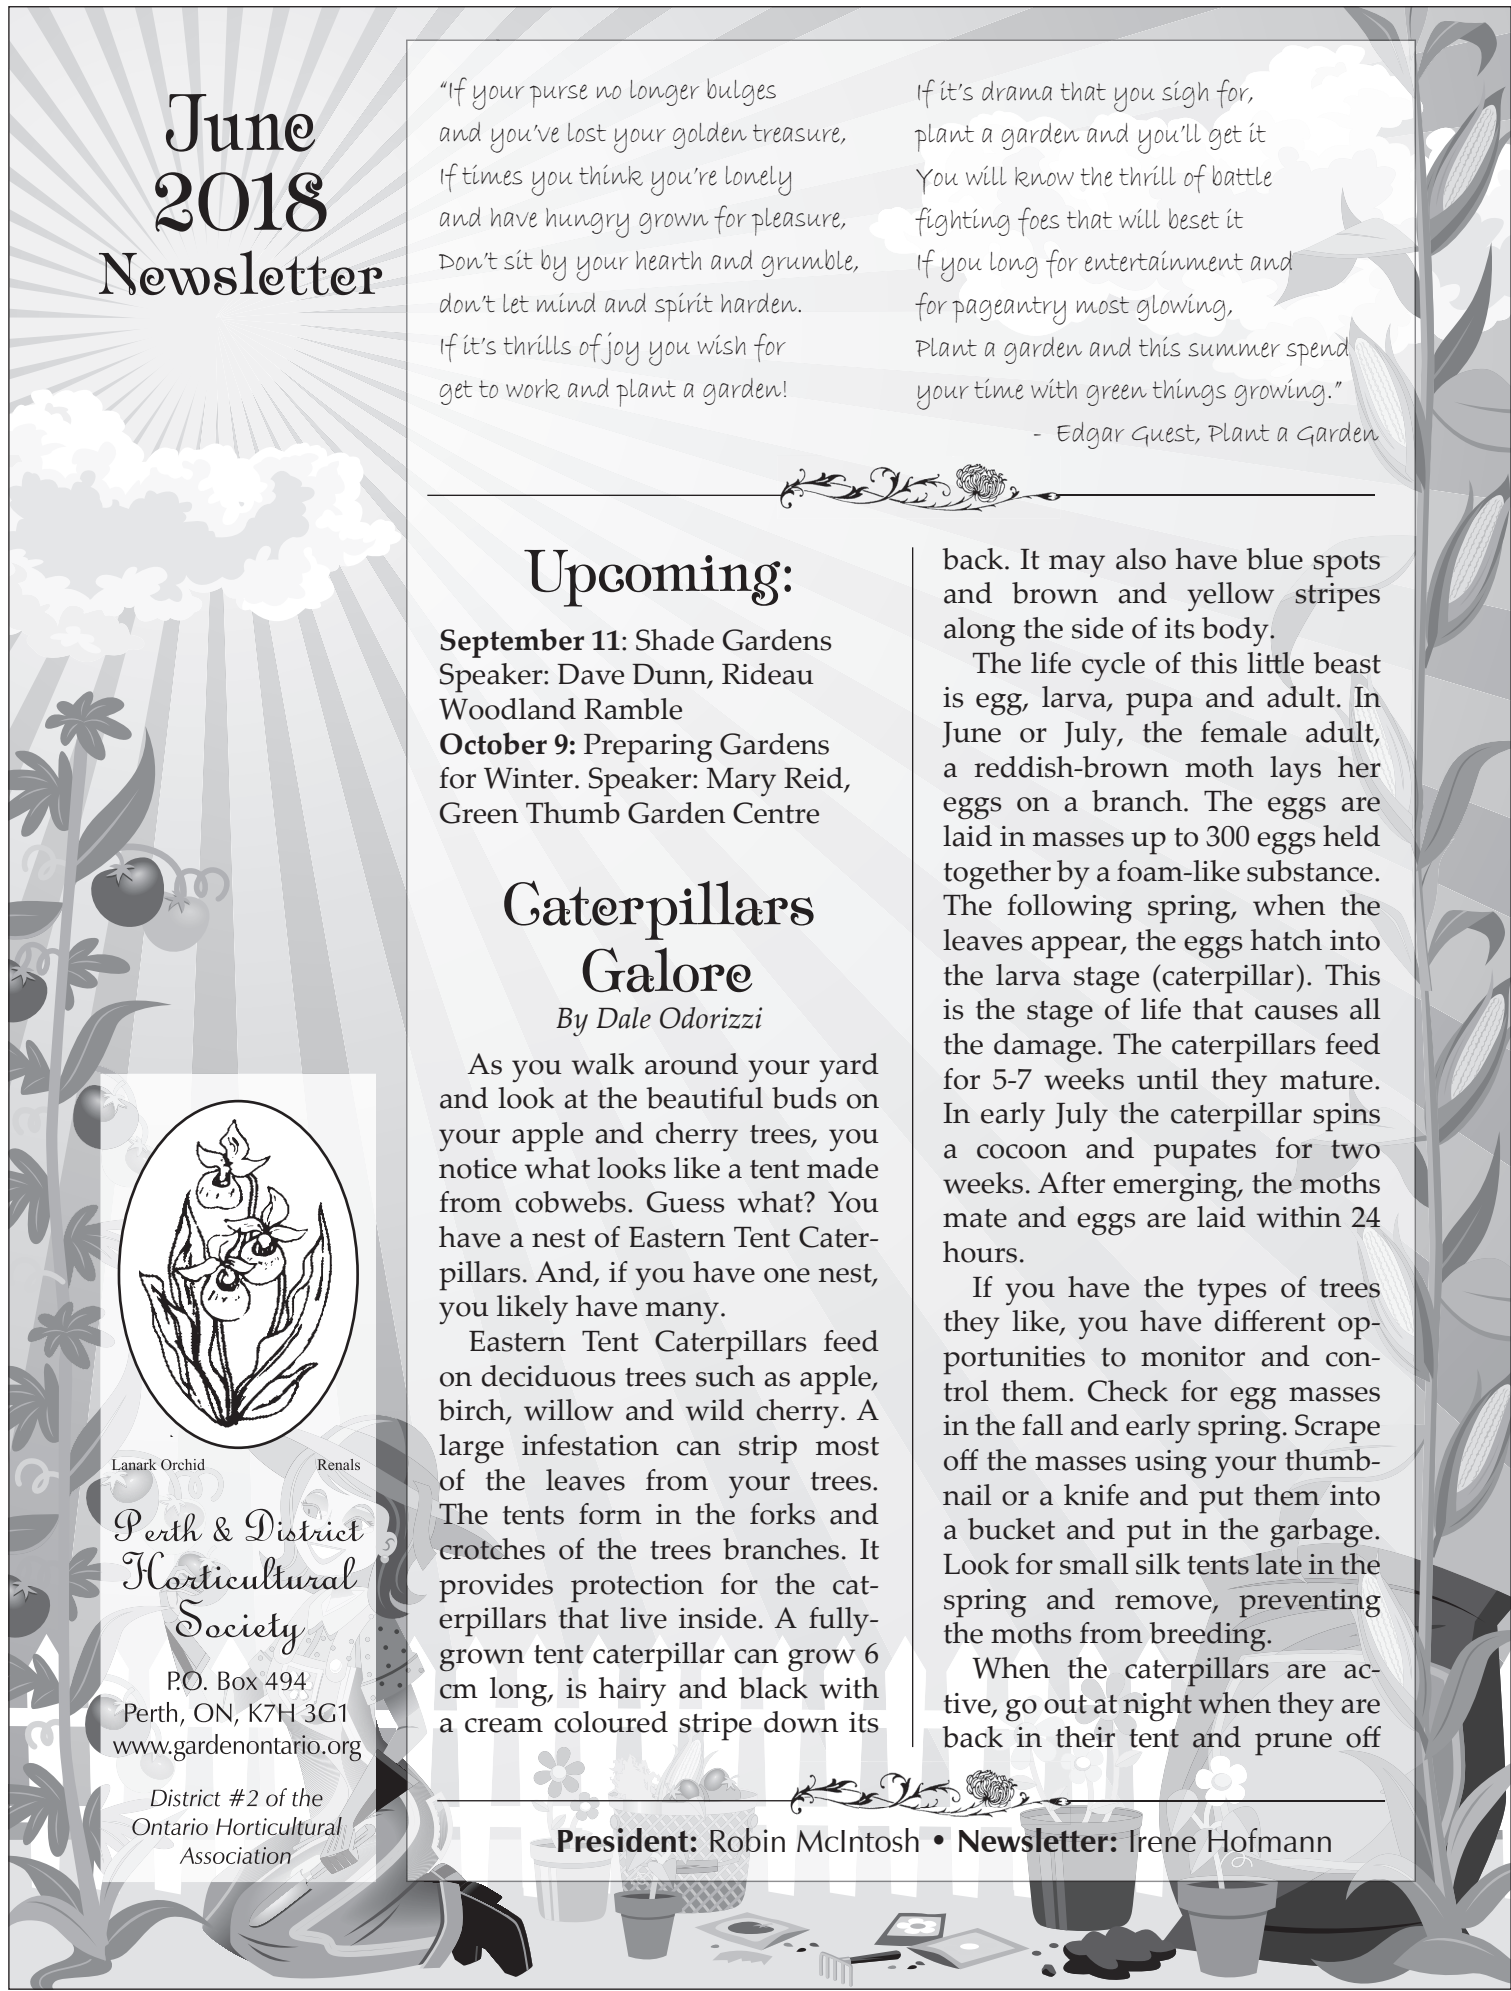 June
2018
Newsletter
“If your purse no longer bulges
and you’ve lost your golden treasure,
If times you think you’re lonely
and have hungry grown for pleasure,
Don’t sit by your hearth and grumble,
don’t let mind and spirit harden.
If it’s thrills of joy you wish for
get to work and plant a garden!
If it’s drama that you sigh for,
plant a garden and you’ll get it
You will know the thrill of battle
fighting foes that will beset it
If you long for entertainment and
for pageantry most glowing,
Plant a garden and this summer spend
your time with green things growing.”
- Edgar Guest, Plant a Garden
Upcoming:
September 11: Shade Gardens
Speaker: Dave Dunn, Rideau
Woodland Ramble
October 9: Preparing Gardens
for Winter. Speaker: Mary Reid,
Green Thumb Garden Centre
Caterpillars
Galore
By Dale Odorizzi
As you walk around your yard
and look at the beautiful buds on
your apple and cherry trees, you
notice what looks like a tent made
from cobwebs. Guess what? You
have a nest of Eastern Tent Cater-
pillars. And, if you have one nest,
you likely have many.
Eastern Tent Caterpillars feed
on deciduous trees such as apple,
birch, willow and wild cherry. A
large infestation can strip most
of the leaves from your trees.
The tents form in the forks and
crotches of the trees branches. It
provides protection for the cat-
erpillars that live inside. A fully-
grown tent caterpillar can grow 6
cm long, is hairy and black with
a cream coloured stripe down its
back. It may also have blue spots
and brown and yellow stripes
along the side of its body.
The life cycle of this little beast
is egg, larva, pupa and adult. In
June or July, the female adult,
a reddish-brown moth lays her
eggs on a branch. The eggs are
laid in masses up to 300 eggs held
together by a foam-like substance.
The following spring, when the
leaves appear, the eggs hatch into
the larva stage (caterpillar). This
is the stage of life that causes all
the damage. The caterpillars feed
for 5-7 weeks until they mature.
In early July the caterpillar spins
a cocoon and pupates for two
weeks. After emerging, the moths
mate and eggs are laid within 24
hours.
If you have the types of trees
they like, you have different op-
portunities to monitor and con-
trol them. Check for egg masses
in the fall and early spring. Scrape
off the masses using your thumb-
nail or a knife and put them into
a bucket and put in the garbage.
Look for small silk tents late in the
spring and remove, preventing
the moths from breeding.
When the caterpillars are ac-
tive, go out at night when they are
back in their tent and prune off
Lanark Orchid Renals
Perth & District
Horticultural
Society
P.O. Box 494
Perth, ON, K7H 3G1
www.gardenontario.org
District #2 of the
Ontario Horticultural
Association
President: Robin McIntosh • Newsletter: Irene Hofmann